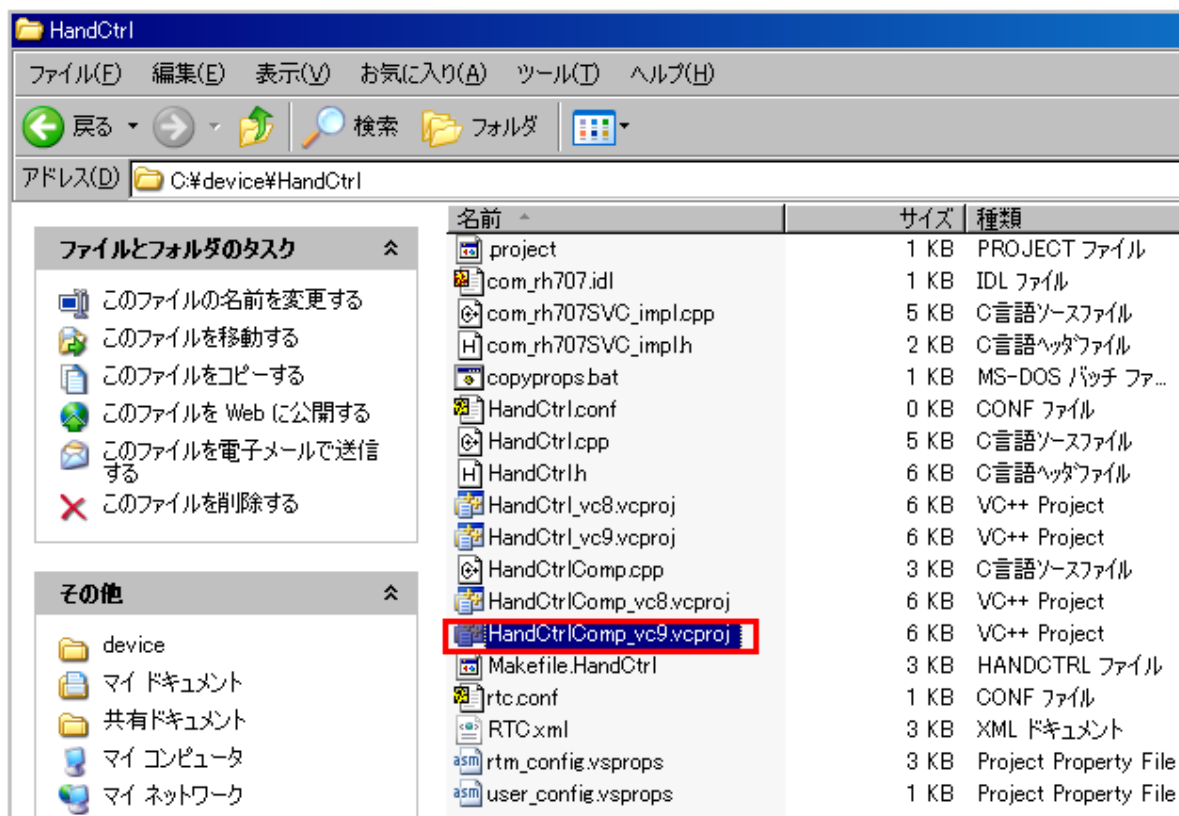 HandCtrl
ファイル(F) 編集(E) 表示(V) お気に入り(A) ツール(T) ヘルプ(H)
戻る 検索 フォルダ
アドレス(D) C:¥device¥HandCtrl
ファイルとフォルダのタスク
このファイルの名前を変更する
このファイルを移動する
このファイルをコピーする
このファイルを Web に公開する
このファイルを電子メールで送信
する
このファイルを削除する
その他
device
マイ ドキュメント
共有ドキュメント
マイ コンピュータ
マイ ネットワーク
名前 サイズ 種類
.project 1 KB PROJECT ファイル
com_rh707.idl 1 KB IDL ファイル
com_rh707SVC_impl.cpp 5 KB C言語ソースファイル
com_rh707SVC_impl.h 2 KB C言語ヘッダファイル
copyprops.bat 1 KB MS-DOS バッチ ファ...
HandCtrl.conf 0 KB CONF ファイル
HandCtrl.cpp 5 KB C言語ソースファイル
HandCtrl.h 6 KB C言語ヘッダファイル
HandCtrl_vc8.vcproj 6 KB VC++ Project
HandCtrl_vc9.vcproj 6 KB VC++ Project
HandCtrlComp.cpp 3 KB C言語ソースファイル
HandCtrlComp_vc8.vcproj 6 KB VC++ Project
HandCtrlComp_vc9.vcproj 6 KB VC++ Project
Makefile.HandCtrl 3 KB HANDCTRL ファイル
rtc.conf 1 KB CONF ファイル
RTC.xml 3 KB XML ドキュメント
asm rtm_config.vsprops 3 KB Project Property File
asm user_config.vsprops 1 KB Project Property File